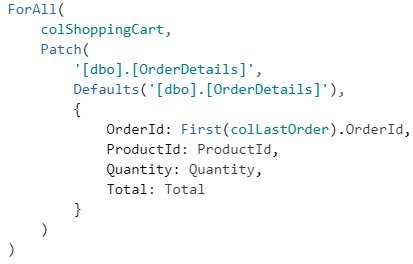 ForAll(
    colShoppingCart,
    Patch(
        '[dbo].[OrderDetails]',
        Defaults('[dbo].[OrderDetails]'),
        {
            OrderId: First(colLastOrder).OrderId,
            ProductId: ProductId,
            Quantity: Quantity,
            Total: Total
        }
    )
)